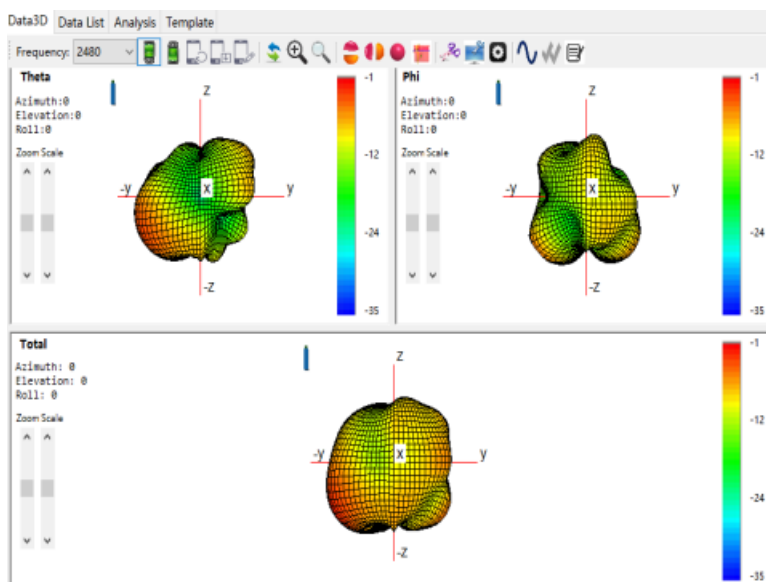 Data3D Data List Analysis Template
Frequency: 2480
Theta
Azimuth:0
Elevation:0
Roll:0
Zoom Scale
z
-y
x
y
-z
-1
-12
-24
-35
Phi
Azimuth:0
Elevation:0
Roll:0
Zoom Scale
z
-y
x
y
-z
-1
-12
-24
-35
Total
Azimuth: 0
Elevation: 0
Roll: 0
Zoom Scale
z
-y
x
y
-z
-1
-12
-24
-35